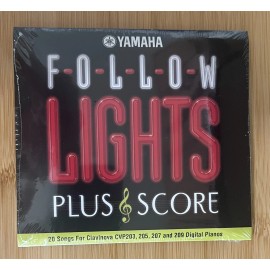 YAMAHA
F-O-L-L-O-W
LIGHTS
PLUS SCORE
20 Songs For Clavinova CVP203, 205, 207 and 209 Digital Pianos